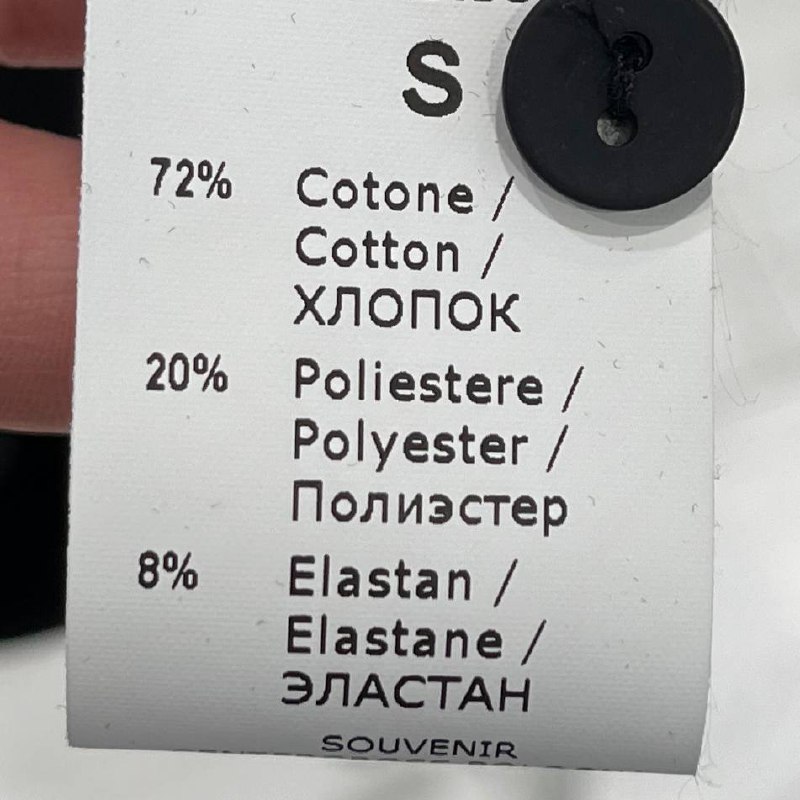 S
72% Cotone /
Cotton /
ХЛОПОК
20% Poliestere /
Polyester /
Полиэстер
8% Elastan /
Elastane /
ЭЛАСТАН
SOUVENIR